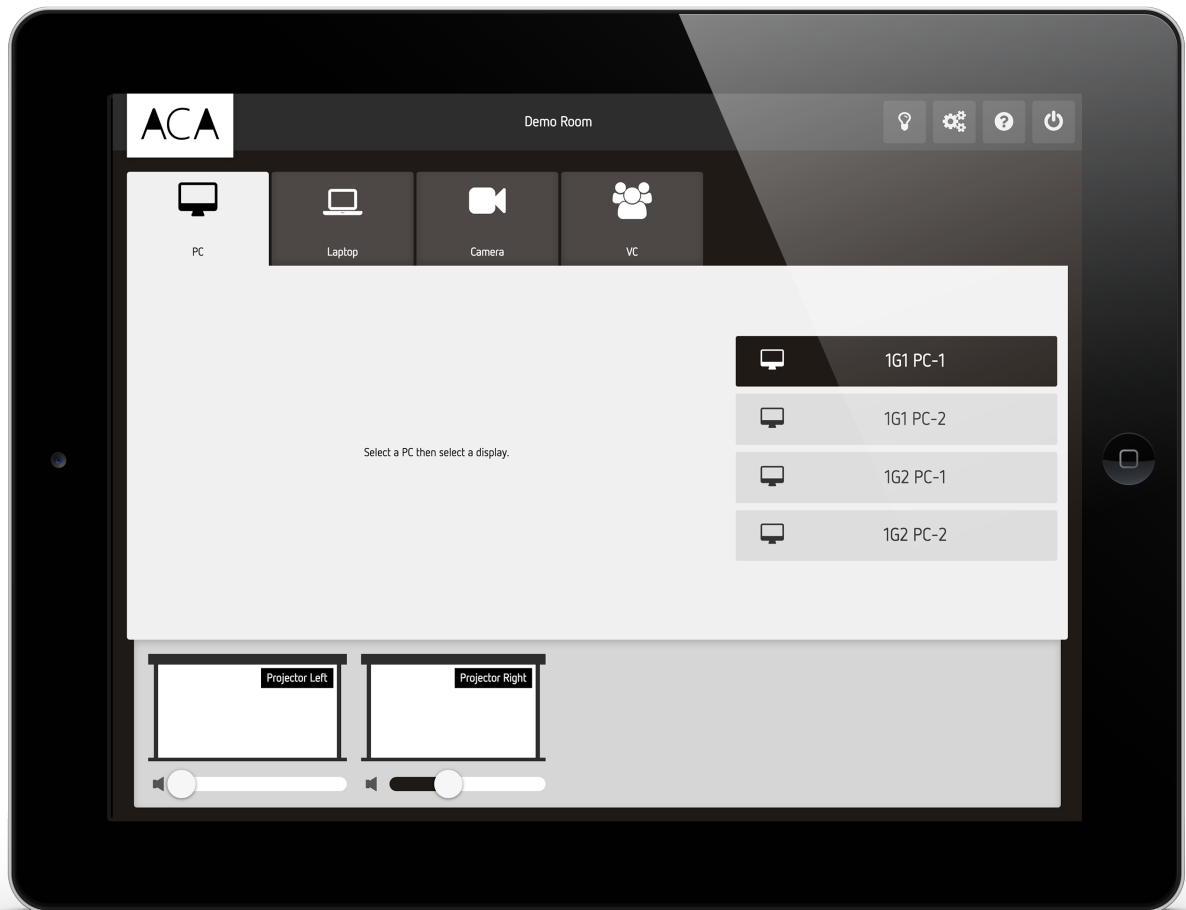 ACA
Demo Room
PC
Laptop
Camera
VC
1G1 PC-1
1G1 PC-2
Select a PC then select a display.
1G2 PC-1
1G2 PC-2
Projector Left
Projector Right